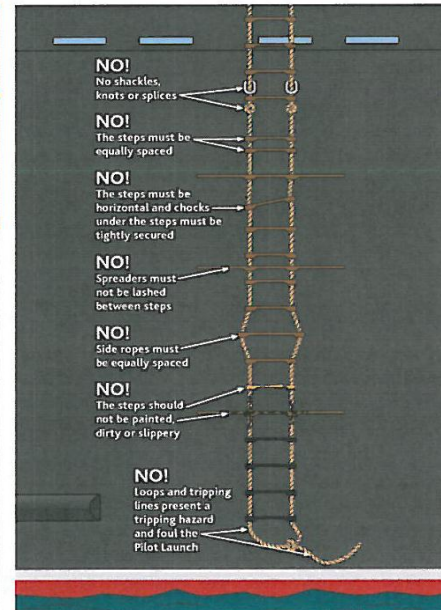 NO!
No shackles,
knots or splices
NO!
The steps must be
equally spaced
NO!
The steps must be
horizontal and chocks
under the steps must be
tightly secured
NO!
Spreaders must
not be lashed
between steps
NO!
Side ropes must
be equally spaced
NO!
The steps should
not be painted,
dirty or slippery
NO!
Loops and tripping
lines present a
tripping hazard
and foul the
Pilot Launch